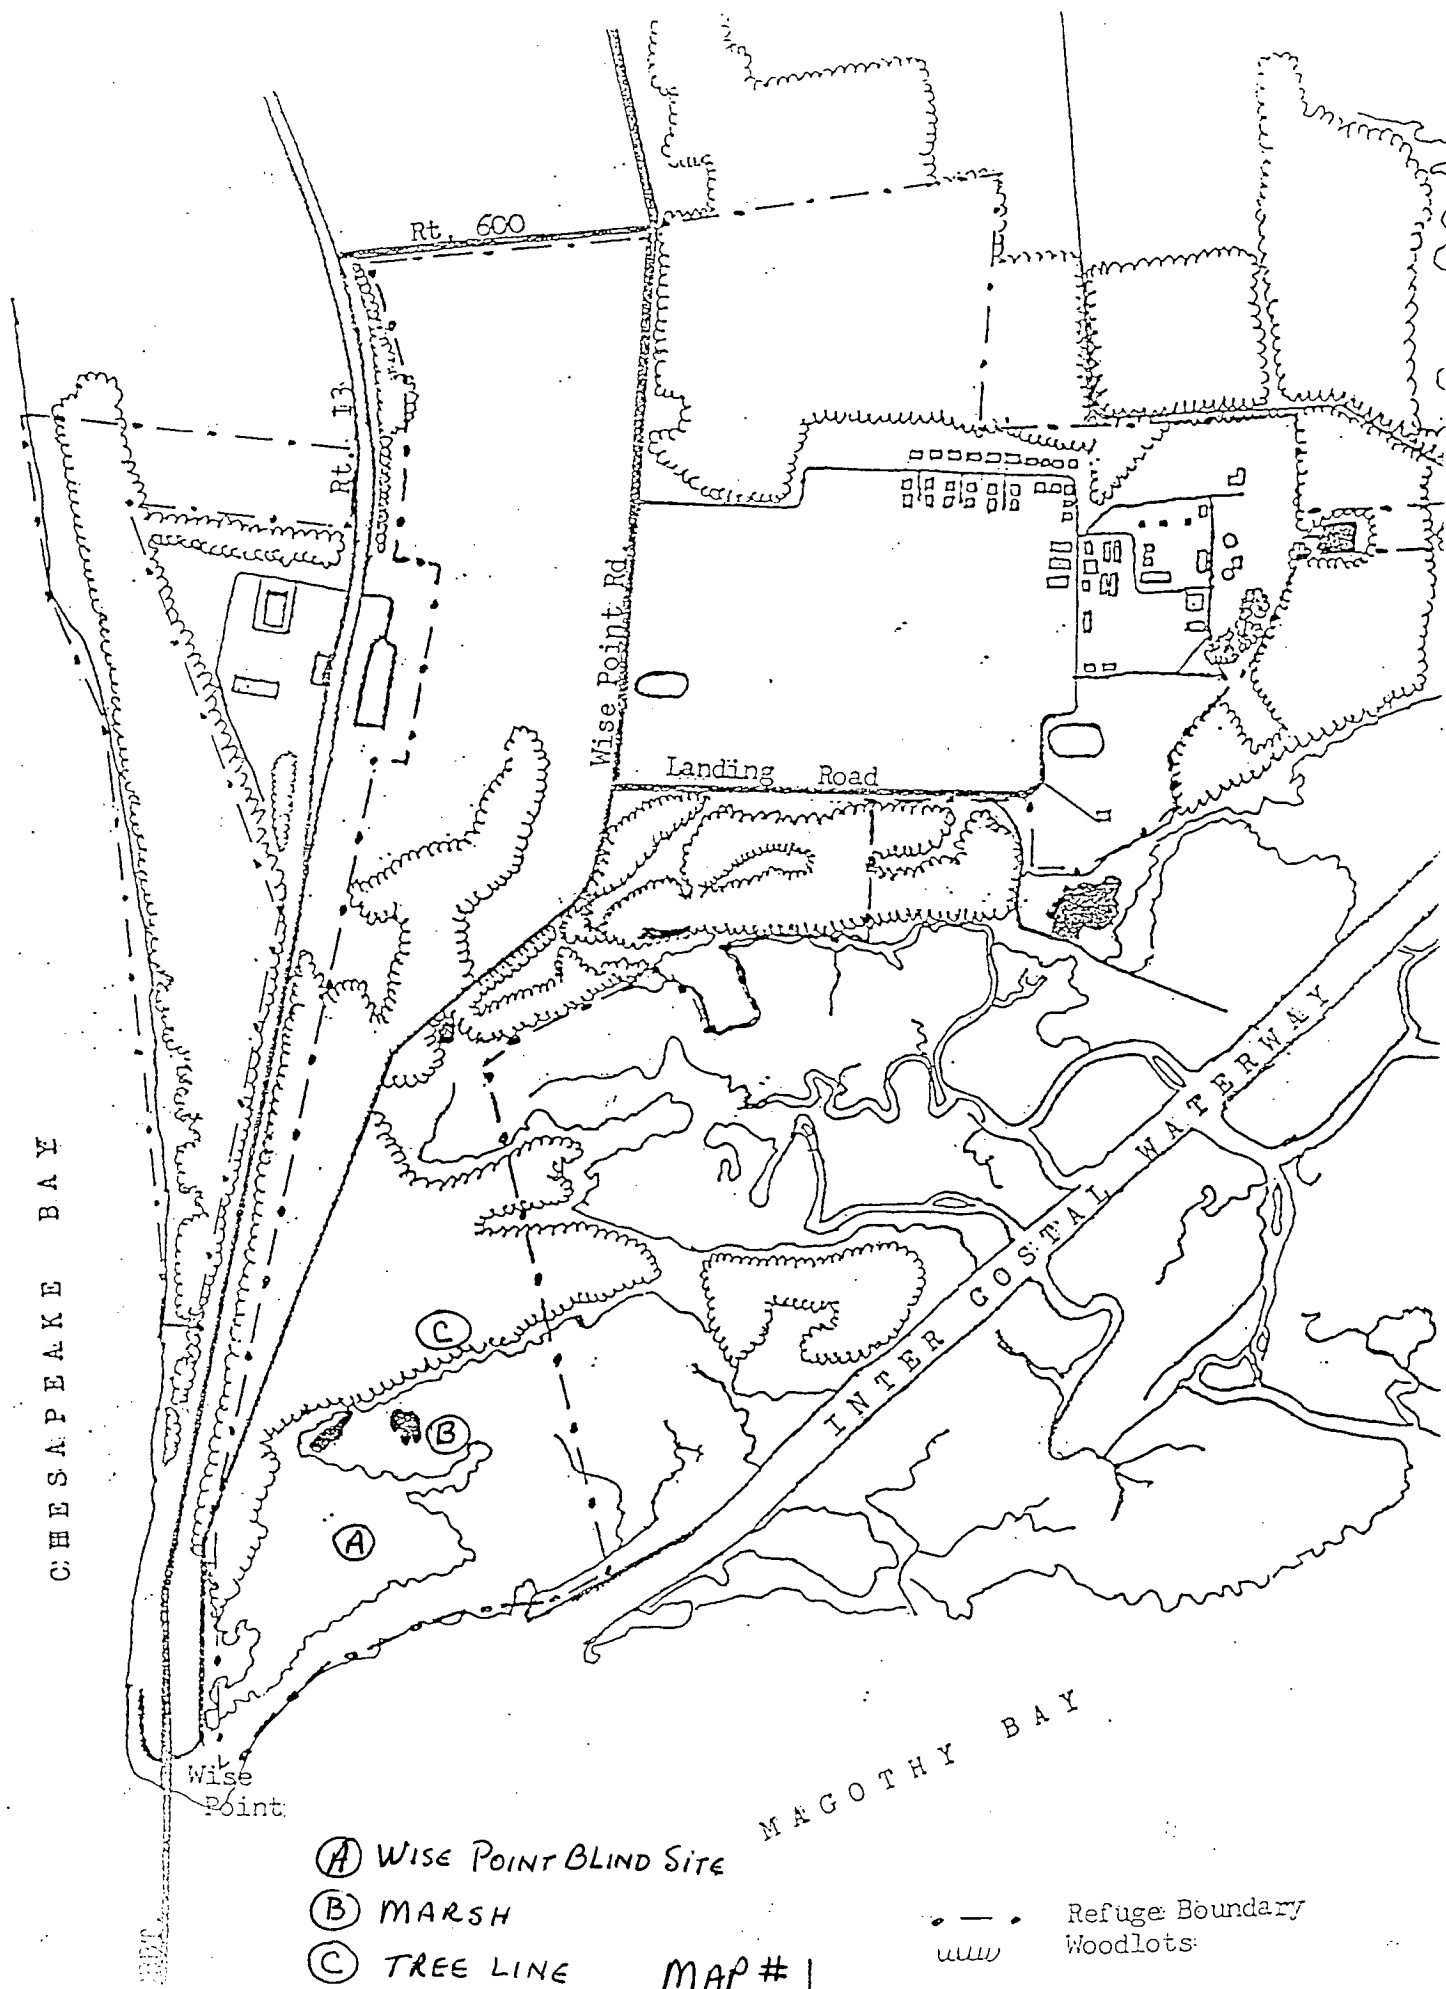 Rt. 600
Rt. 13
Wise Point Rd.
Landing Road
CHESAPEAKE BAY
INTER COSTAL WATERWAY
MAGOTHY BAY
Wise
Point
A WISE POINT BLIND SITE
B MARSH
C TREE LINE
MAP # 1
Refuge Boundary
Woodlots
C
B
A